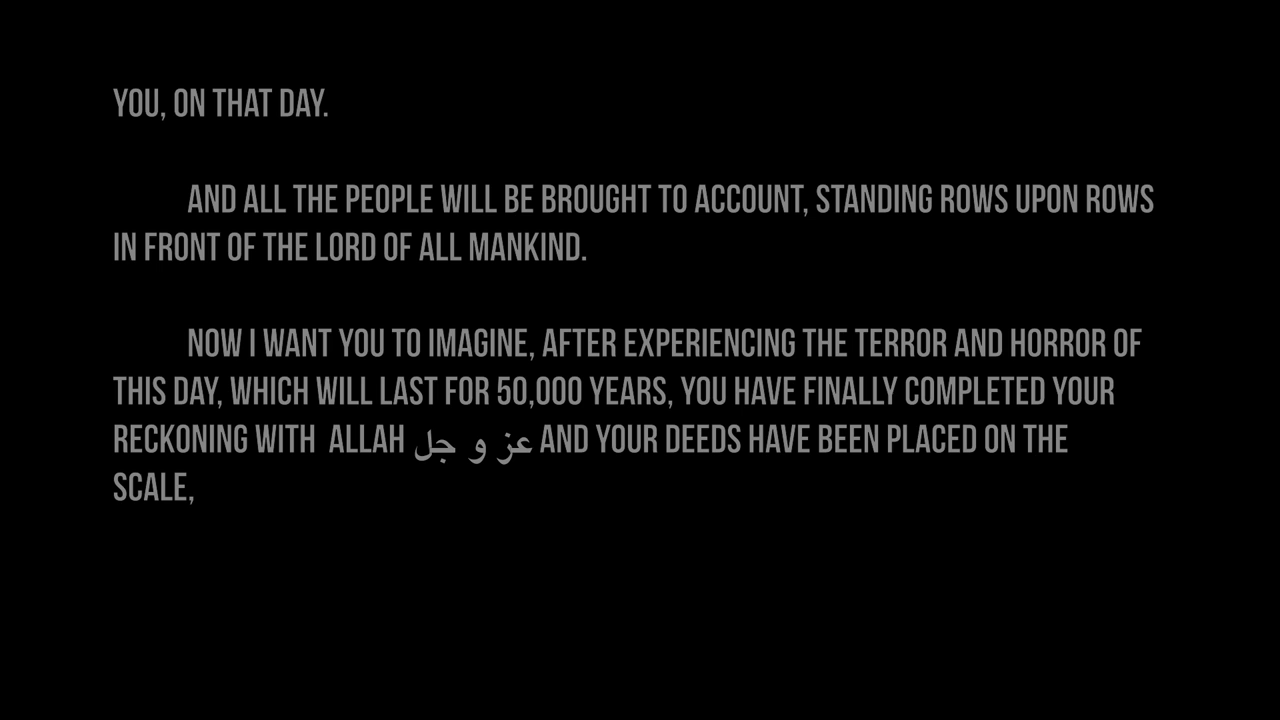 YOU, ON THAT DAY.
AND ALL THE PEOPLE WILL BE BROUGHT TO ACCOUNT, STANDING ROWS UPON ROWS
IN FRONT OF THE LORD OF ALL MANKIND.
NOW I WANT YOU TO IMAGINE, AFTER EXPERIENCING THE TERROR AND HORROR OF
THIS DAY, WHICH WILL LAST FOR 50,000 YEARS, YOU HAVE FINALLY COMPLETED YOUR
RECKONING WITH ALLAH عز و جل AND YOUR DEEDS HAVE BEEN PLACED ON THE
SCALE,